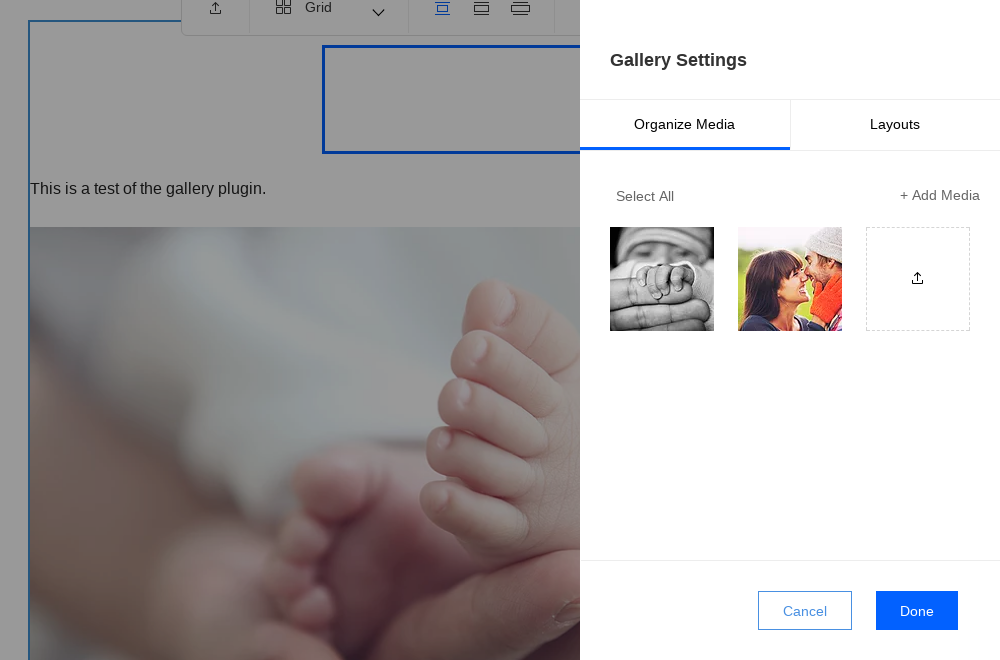 Grid
Gallery Settings
Organize Media
Layouts
This is a test of the gallery plugin.
Select All
+ Add Media
Cancel
Done